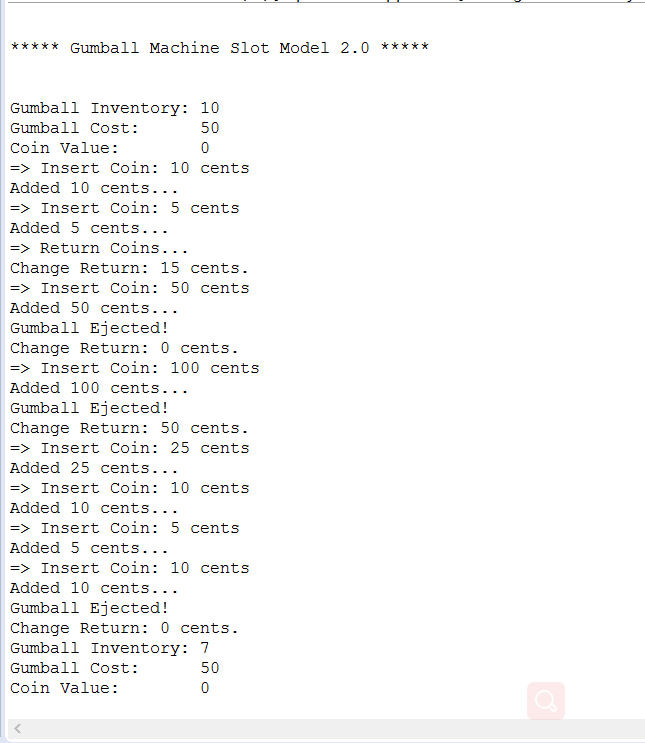 ***** Gumball Machine Slot Model 2.0 *****
Gumball Inventory: 10
Gumball Cost:      50
Coin Value:        0
=> Insert Coin: 10 cents
Added 10 cents...
=> Insert Coin: 5 cents
Added 5 cents...
=> Return Coins...
Change Return: 15 cents.
=> Insert Coin: 50 cents
Added 50 cents...
Gumball Ejected!
Change Return: 0 cents.
=> Insert Coin: 100 cents
Added 100 cents...
Gumball Ejected!
Change Return: 50 cents.
=> Insert Coin: 25 cents
Added 25 cents...
=> Insert Coin: 10 cents
Added 10 cents...
=> Insert Coin: 5 cents
Added 5 cents...
=> Insert Coin: 10 cents
Added 10 cents...
Gumball Ejected!
Change Return: 0 cents.
Gumball Inventory: 7
Gumball Cost:      50
Coin Value:        0